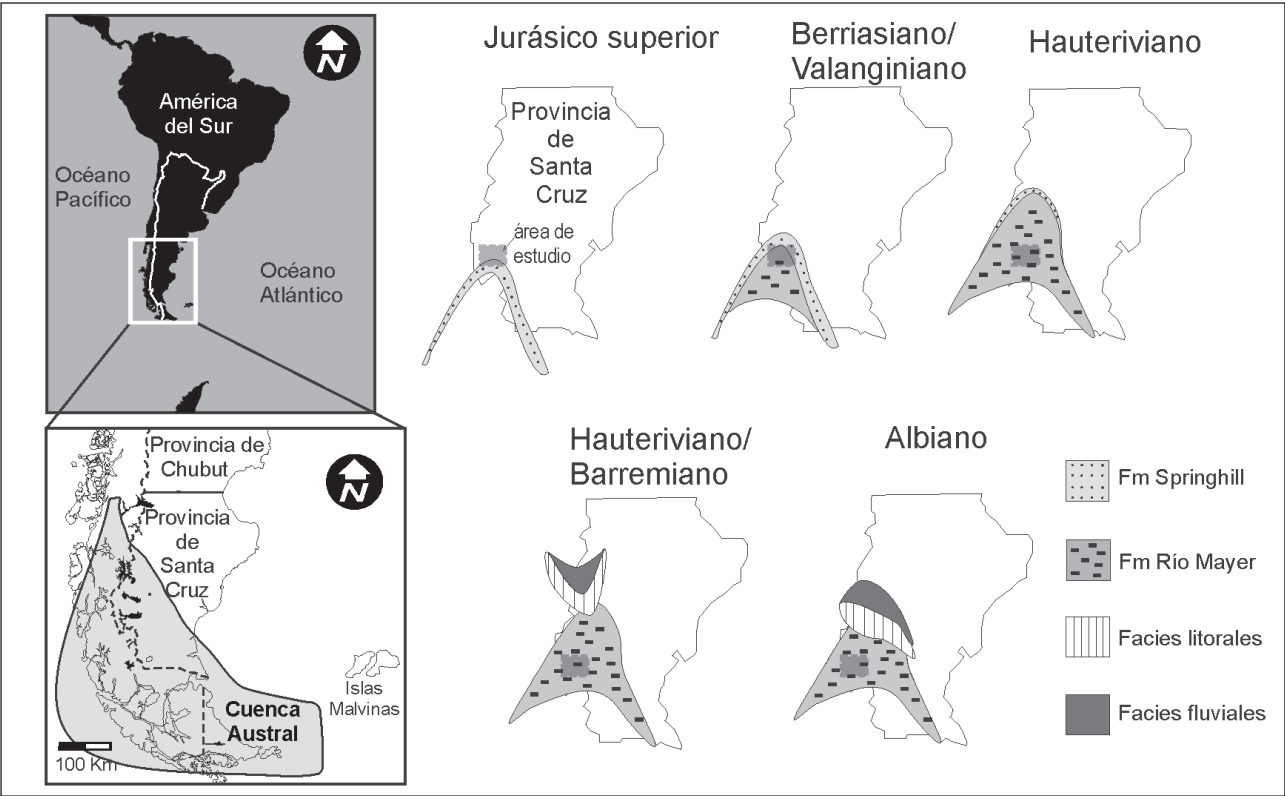 América
del Sur
Océano
Pacífico
Océano
Atlántico
N
Provincia de
Chubut
Provincia
de
Santa
Cruz
N
Islas
Malvinas
Cuenca
Austral
100 Km
Jurásico superior
Provincia
de
Santa
Cruz
área de
estudio
Berriasiano/
Valanginiano
Hauteriviano
Hauteriviano/
Barremiano
Albiano
Fm Springhill
Fm Río Mayer
Facies litorales
Facies fluviales